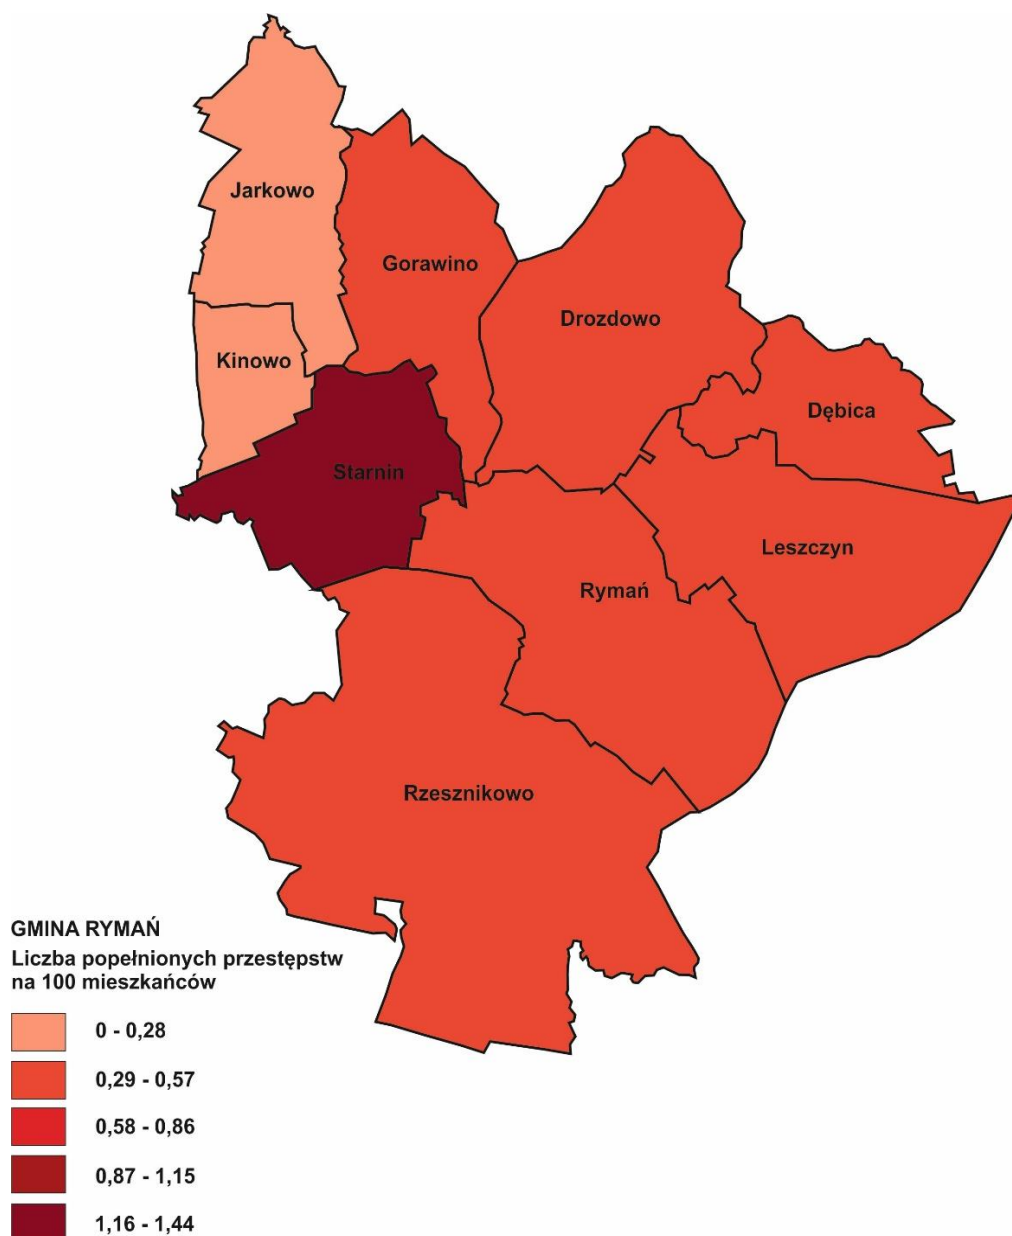 Jarkowo
Gorawino
Drozdowo
Kinowo
Dębica
Starnin
Leszczyn
Rymań
Rzesznikowo
GMINA RYMAŃ
Liczba popełnionych przestępstw
na 100 mieszkańców
0 - 0,28
0,29 - 0,57
0,58 - 0,86
0,87 - 1,15
1,16 - 1,44